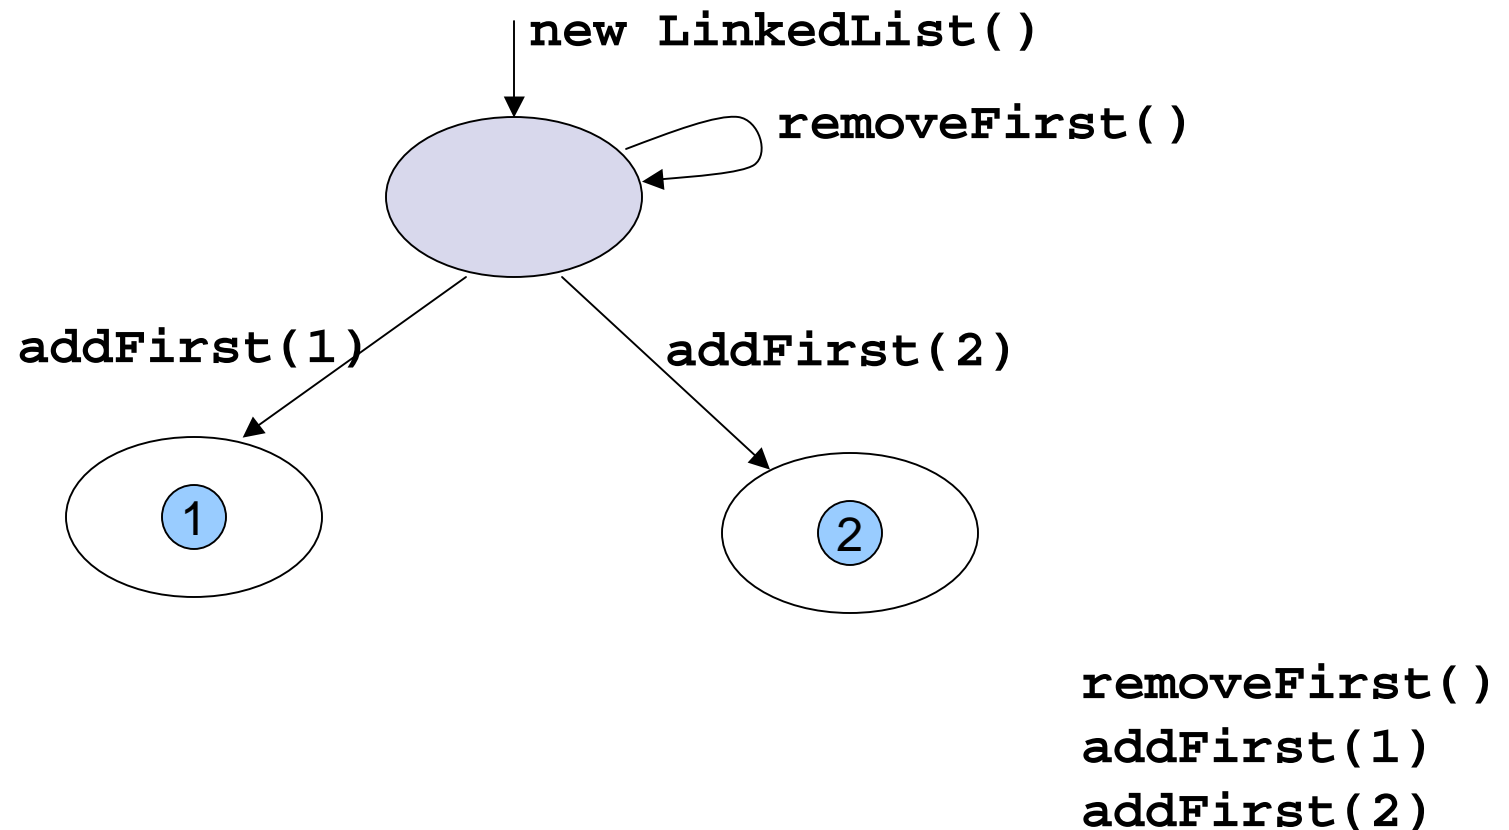 new LinkedList()
removeFirst()
addFirst(1)
addFirst(2)
1
2
removeFirst()
addFirst(1)
addFirst(2)